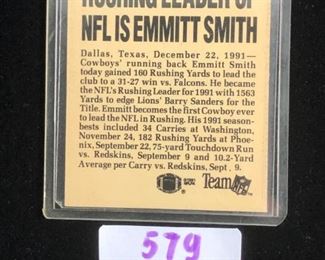 RUSHING LEADER OF
NFL IS EMMITT SMITH
Dallas, Texas, December 22, 1991—
Cowboys' running back Emmitt Smith
today gained 160 Rushing Yards to lead the
club to a 31-27 win vs. Falcons. He became
the NFL's Rushing Leader for 1991 with 1563
Yards to edge Lions' Barry Sanders for the
Title. Emmitt becomes the first Cowboy ever
to lead the NFL in Rushing. His 1991 season-
bests included 34 Carries at Washington,
November 24, 182 Rushing Yards at Phoe-
nix, September 22, 75-yard Touchdown Run
vs. Redskins, September 9 and 10.2-Yard
Average per Carry vs. Redskins, Sept. 9.
Team NFL
579